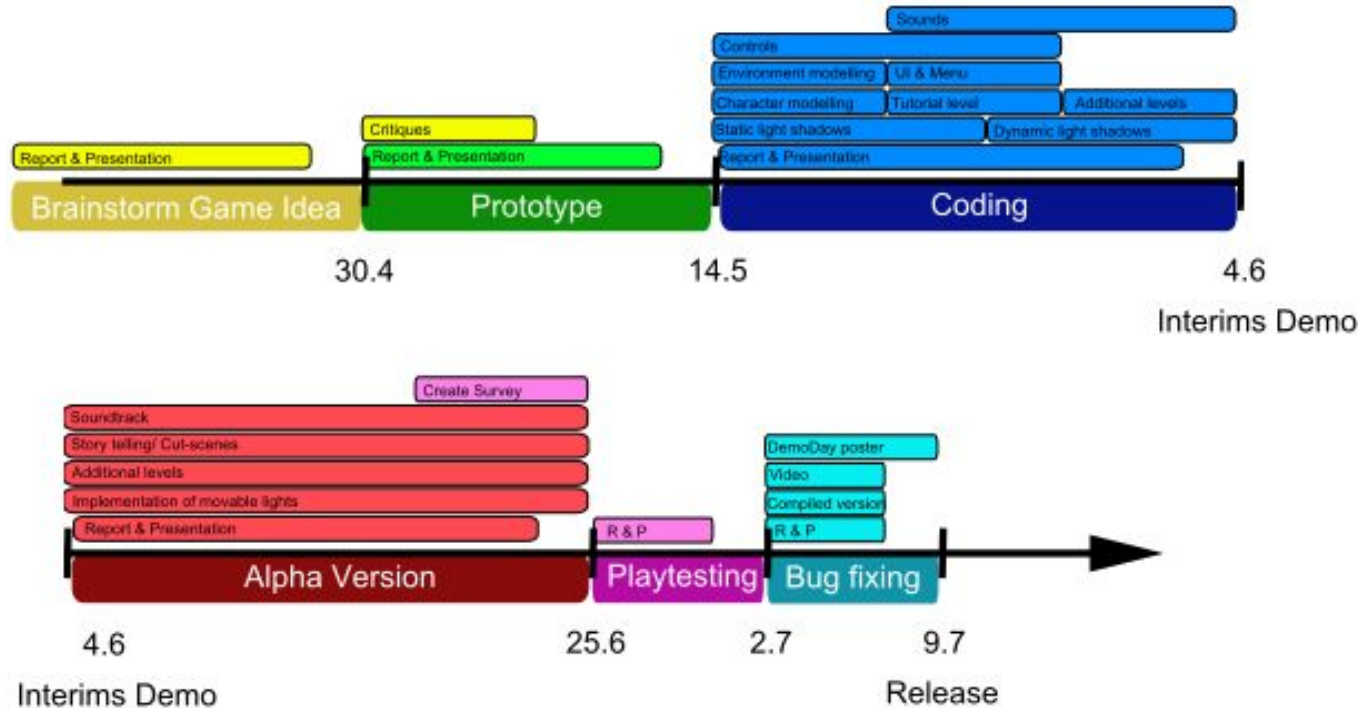 Sounds
Controls
Environment modelling
UI & Menu
Character modelling
Tutorial level
Additional levels
Critiques
Static light shadows
Dynamic light shadows
Report & Presentation
Report & Presentation
Report & Presentation
Brainstorm Game Idea
Prototype
Coding
30.4
14.5
4.6
Interims Demo
Create Survey
Soundtrack
Story telling/ Cut-scenes
DemoDay poster
Additional levels
Video
Implementation of movable lights
Compiled version
Report & Presentation
R & P
R & P
Alpha Version
Playtesting
Bug fixing
4.6
25.6
2.7
9.7
Interims Demo
Release